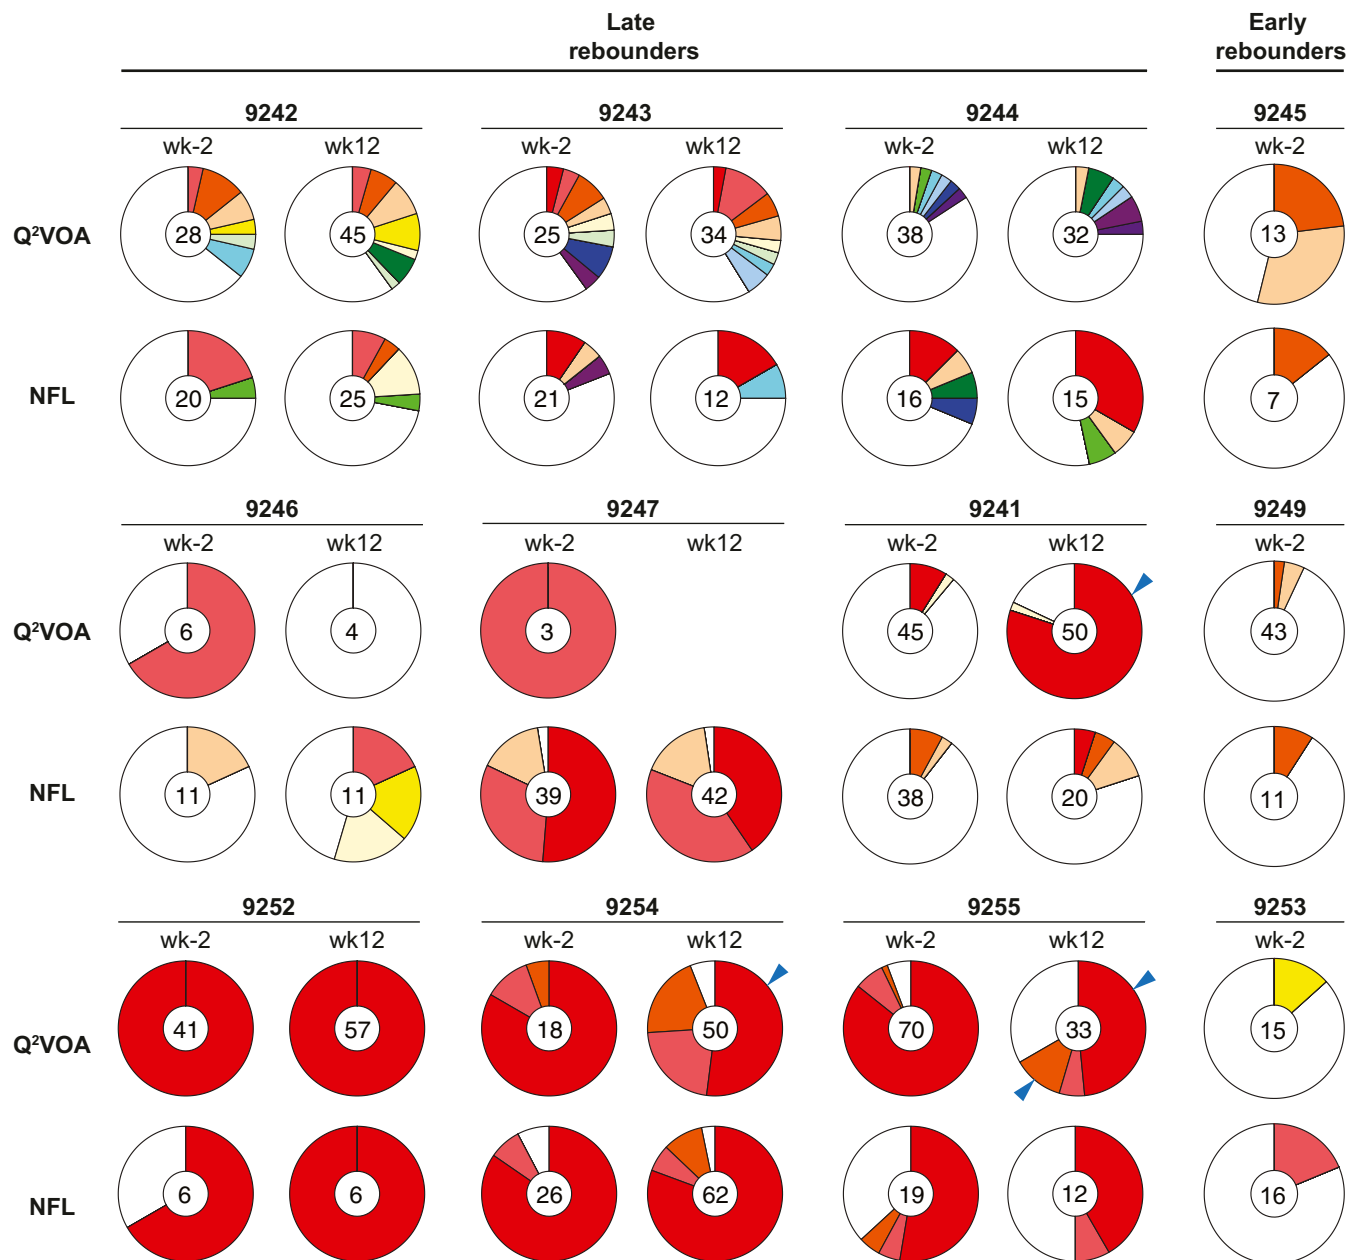 Late
rebounders
Early
rebounders
9242 9243 9244 9245
wk-2 wk12 wk-2 wk12 wk-2 wk12 wk-2
Q²VOA 28 45 25 34 38 32 13
NFL 20 25 21 12 16 15 7
9246 9247 9241 9249
wk-2 wk12 wk-2 wk12 wk-2 wk12 wk-2
Q²VOA 6 4 3 45 50 43
NFL 11 11 39 42 38 20 11
9252 9254 9255 9253
wk-2 wk12 wk-2 wk12 wk-2 wk12 wk-2
Q²VOA 41 57 18 50 70 33 15
NFL 6 6 26 62 19 12 16